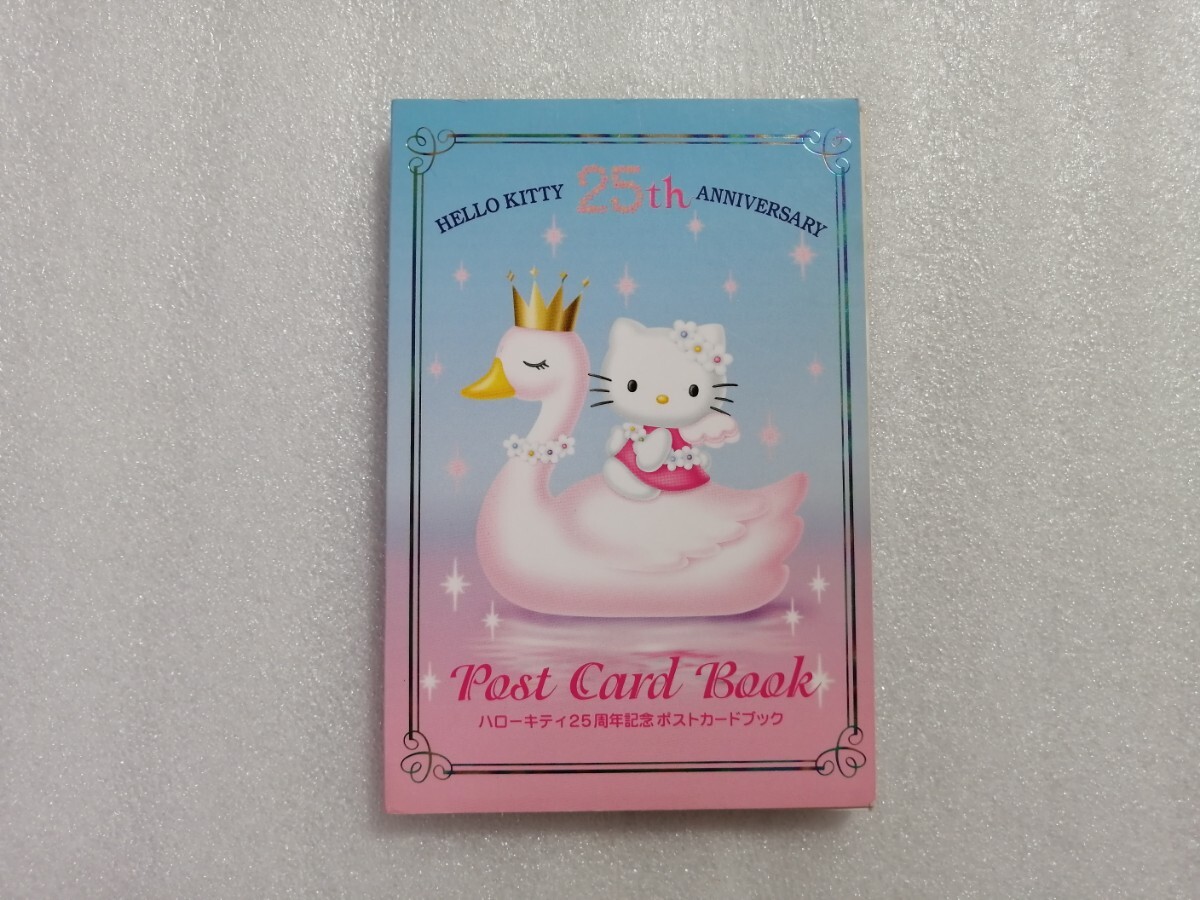 HELLO KITTY 25th ANNIVERSARY
Post Card Book
ハローキティ25周年記念ポストカードブック